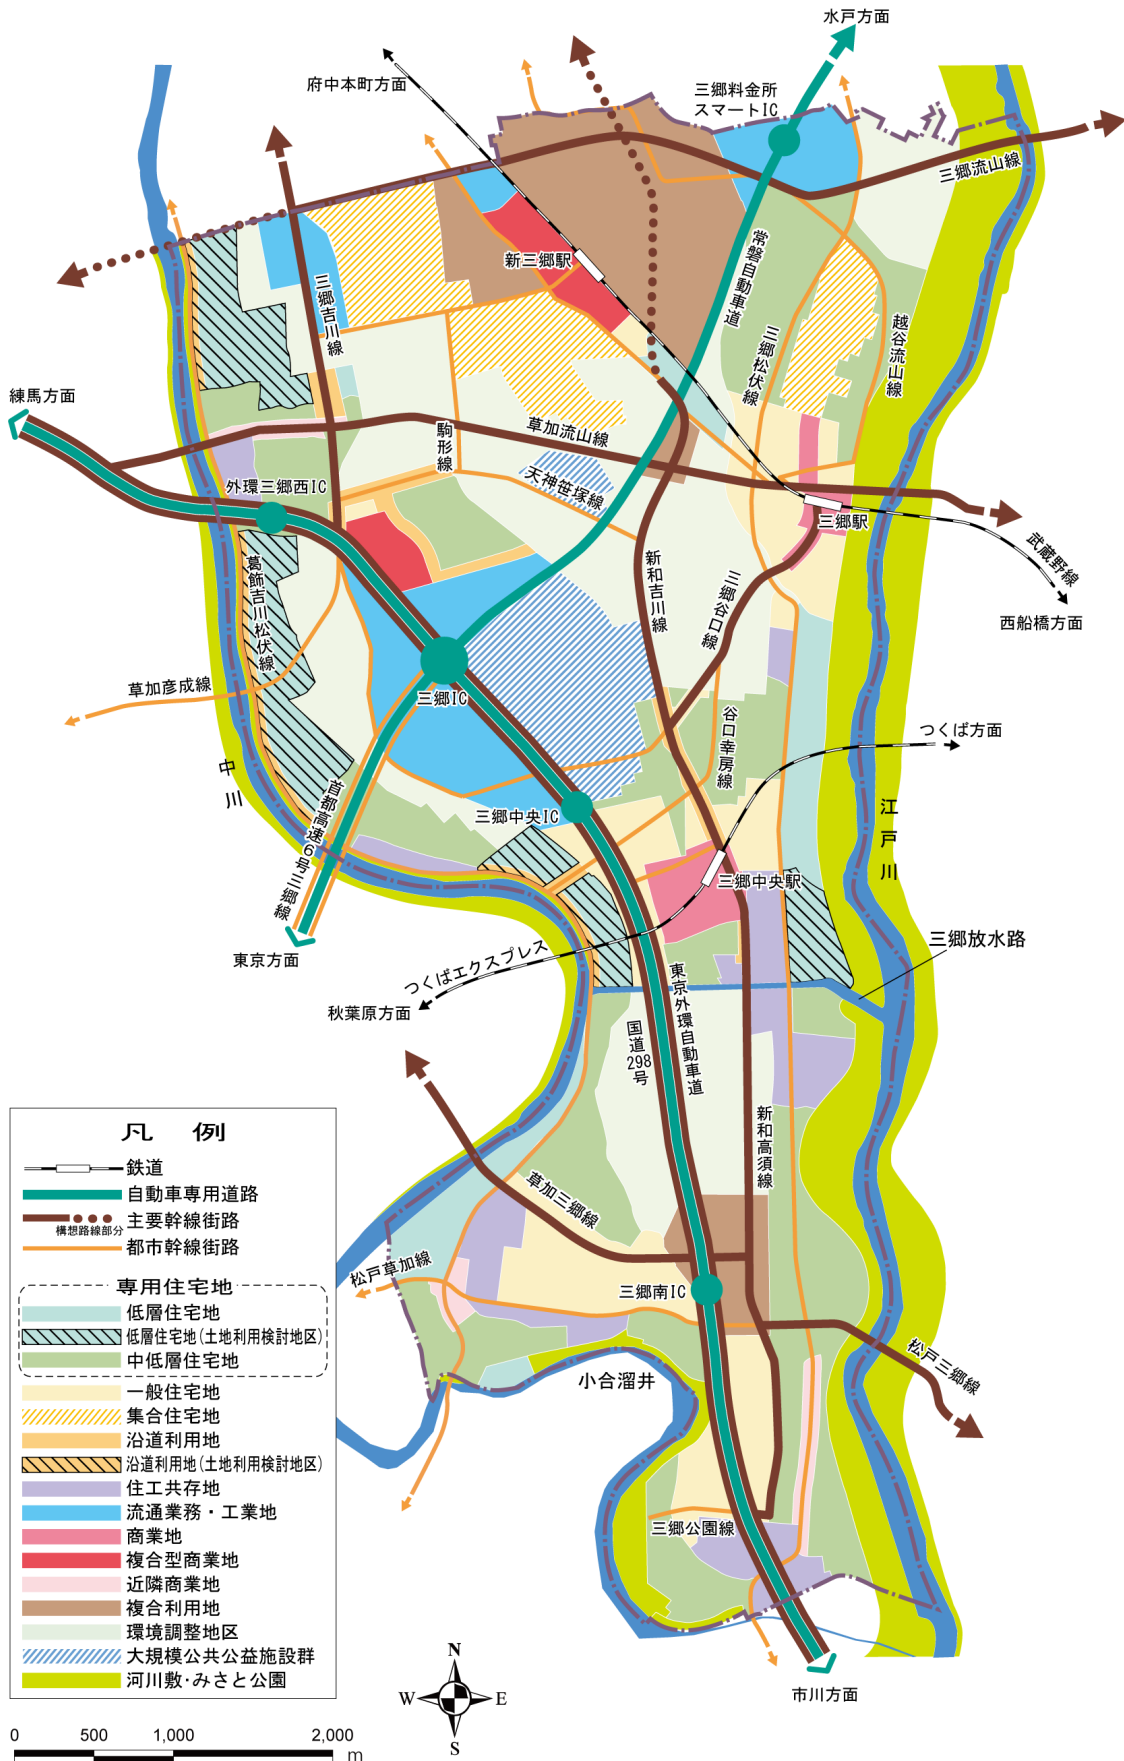 水戸方面
府中本町方面
三郷料金所
スマートIC
三郷流山線
新三郷駅
常磐自動車道
三郷吉川線
三郷松伏線
越谷流山線
練馬方面
草加流山線
駒形線
天神笹塚線
外環三郷西IC
三郷駅
武蔵野線
西船橋方面
葛飾吉川松伏線
新和吉川線
三郷谷口線
草加彦成線
三郷IC
谷口幸房線
つくば方面
中川
首都高速6号三郷線
三郷中央IC
江戸川
三郷中央駅
東京方面
つくばエクスプレス
秋葉原方面
三郷放水路
東京外環自動車道
国道
298
号
新和高須線
草加三郷線
松戸草加線
三郷南IC
松戸三郷線
小合溜井
三郷公園線
市川方面
凡 例
鉄道
自動車専用道路
主要幹線街路
構想路線部分
都市幹線街路
専用住宅地
低層住宅地
低層住宅地(土地利用検討地区)
中低層住宅地
一般住宅地
集合住宅地
沿道利用地
沿道利用地(土地利用検討地区)
住工共存地
流通業務・工業地
商業地
複合型商業地
近隣商業地
複合利用地
環境調整地区
大規模公共公益施設群
河川敷・みさと公園
N
W E
S
0 500 1,000 2,000
m